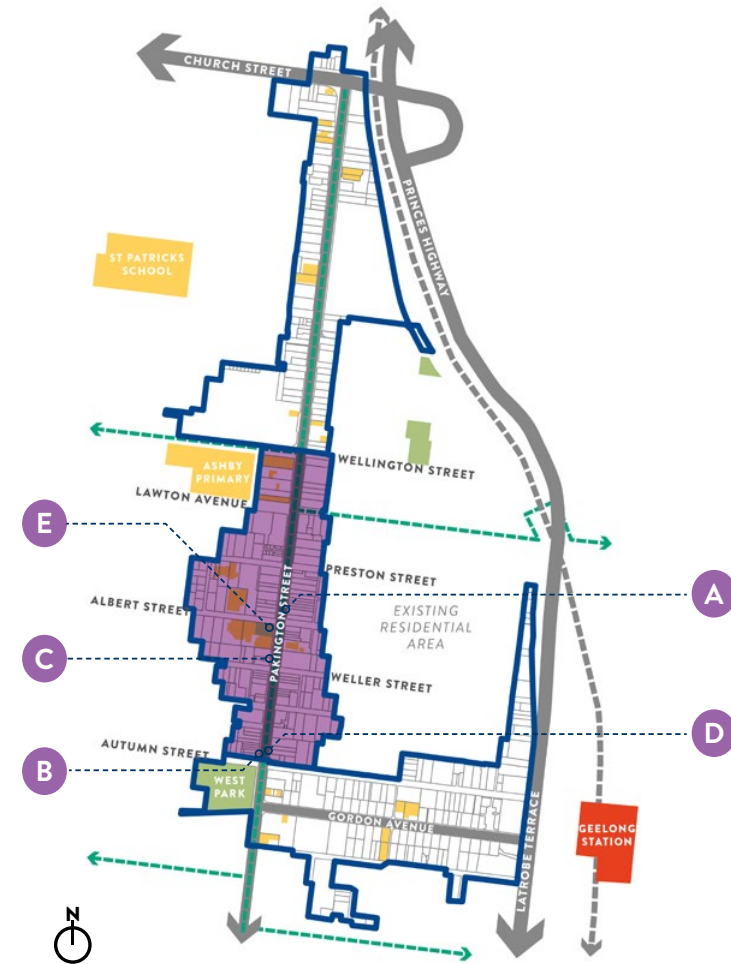 CHURCH STREET
PRINCES HIGHWAY
ST PATRICKS
SCHOOL
WELLINGTON STREET
ASHBY
PRIMARY
LAWTON AVENUE
E
PRESTON STREET
PAKINGTON STREET
A
ALBERT STREET
EXISTING
RESIDENTIAL
AREA
C
WELLER STREET
D
AUTUMN STREET
B
WEST
PARK
GORDON AVENUE
LATROBE TERRACE
GEELONG
STATION
N